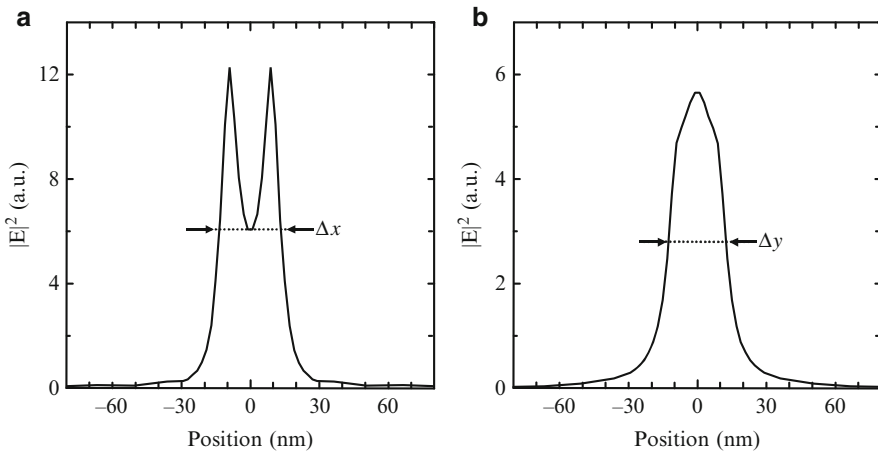 a
12
8
4
0
|E|² (a.u.)
Δx
−60
−30
0
30
60
Position (nm)
b
6
4
2
0
|E|² (a.u.)
Δy
−60
−30
0
30
60
Position (nm)